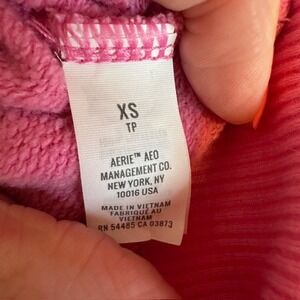 XS
TP
AERIE™ AEO
MANAGEMENT CO.
NEW YORK, NY
10016 USA
MADE IN VIETNAM
FABRIQUÉ AU
VIETNAM
RN 54485 CA 03873